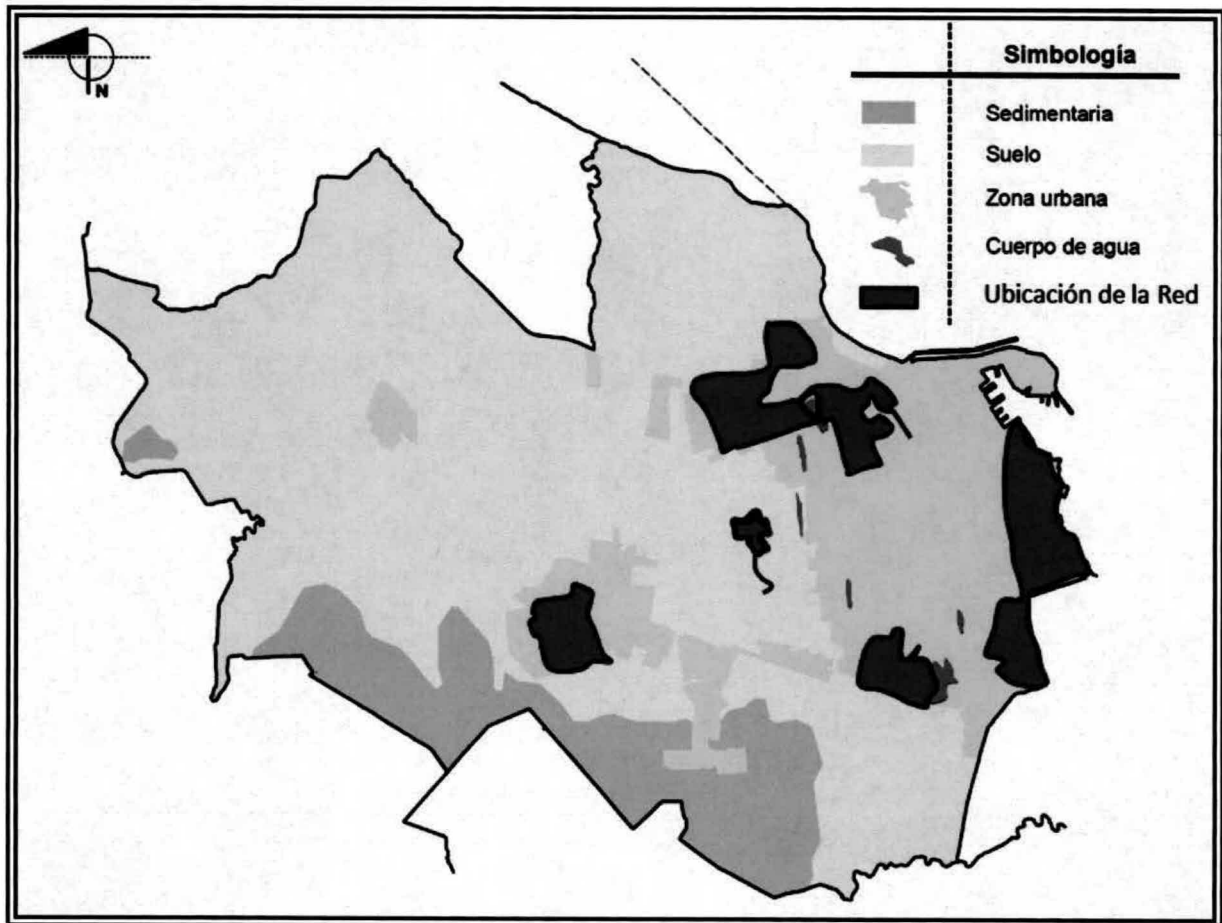 N
Simbología
Sedimentaria
Suelo
Zona urbana
Cuerpo de agua
Ubicación de la Red